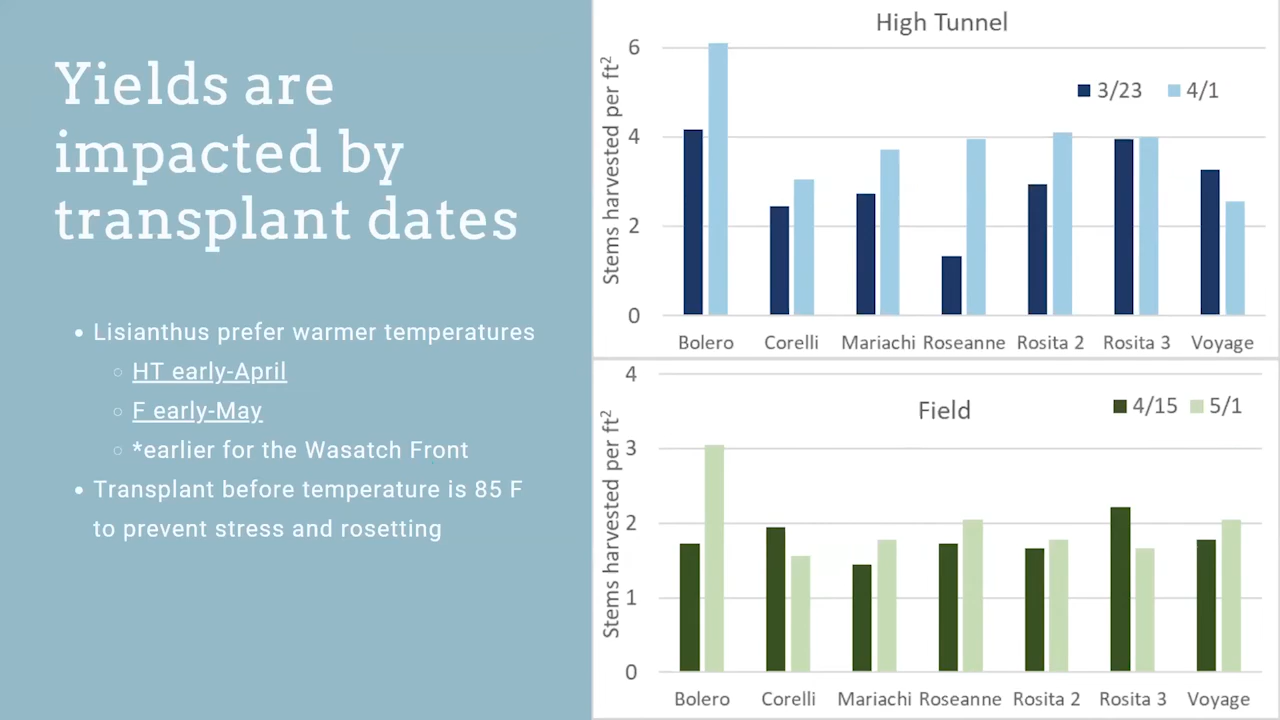 Yields are
impacted by
transplant dates
• Lisianthus prefer warmer temperatures
○ HT early-April
○ F early-May
○ *earlier for the Wasatch Front
• Transplant before temperature is 85 F
to prevent stress and rosetting
High Tunnel
3/23 4/1
Stems harvested per ft²
6
4
2
0
Bolero Corelli Mariachi Roseanne Rosita 2 Rosita 3 Voyage
Field
4/15 5/1
Stems harvested per ft²
4
3
2
1
0
Bolero Corelli Mariachi Roseanne Rosita 2 Rosita 3 Voyage